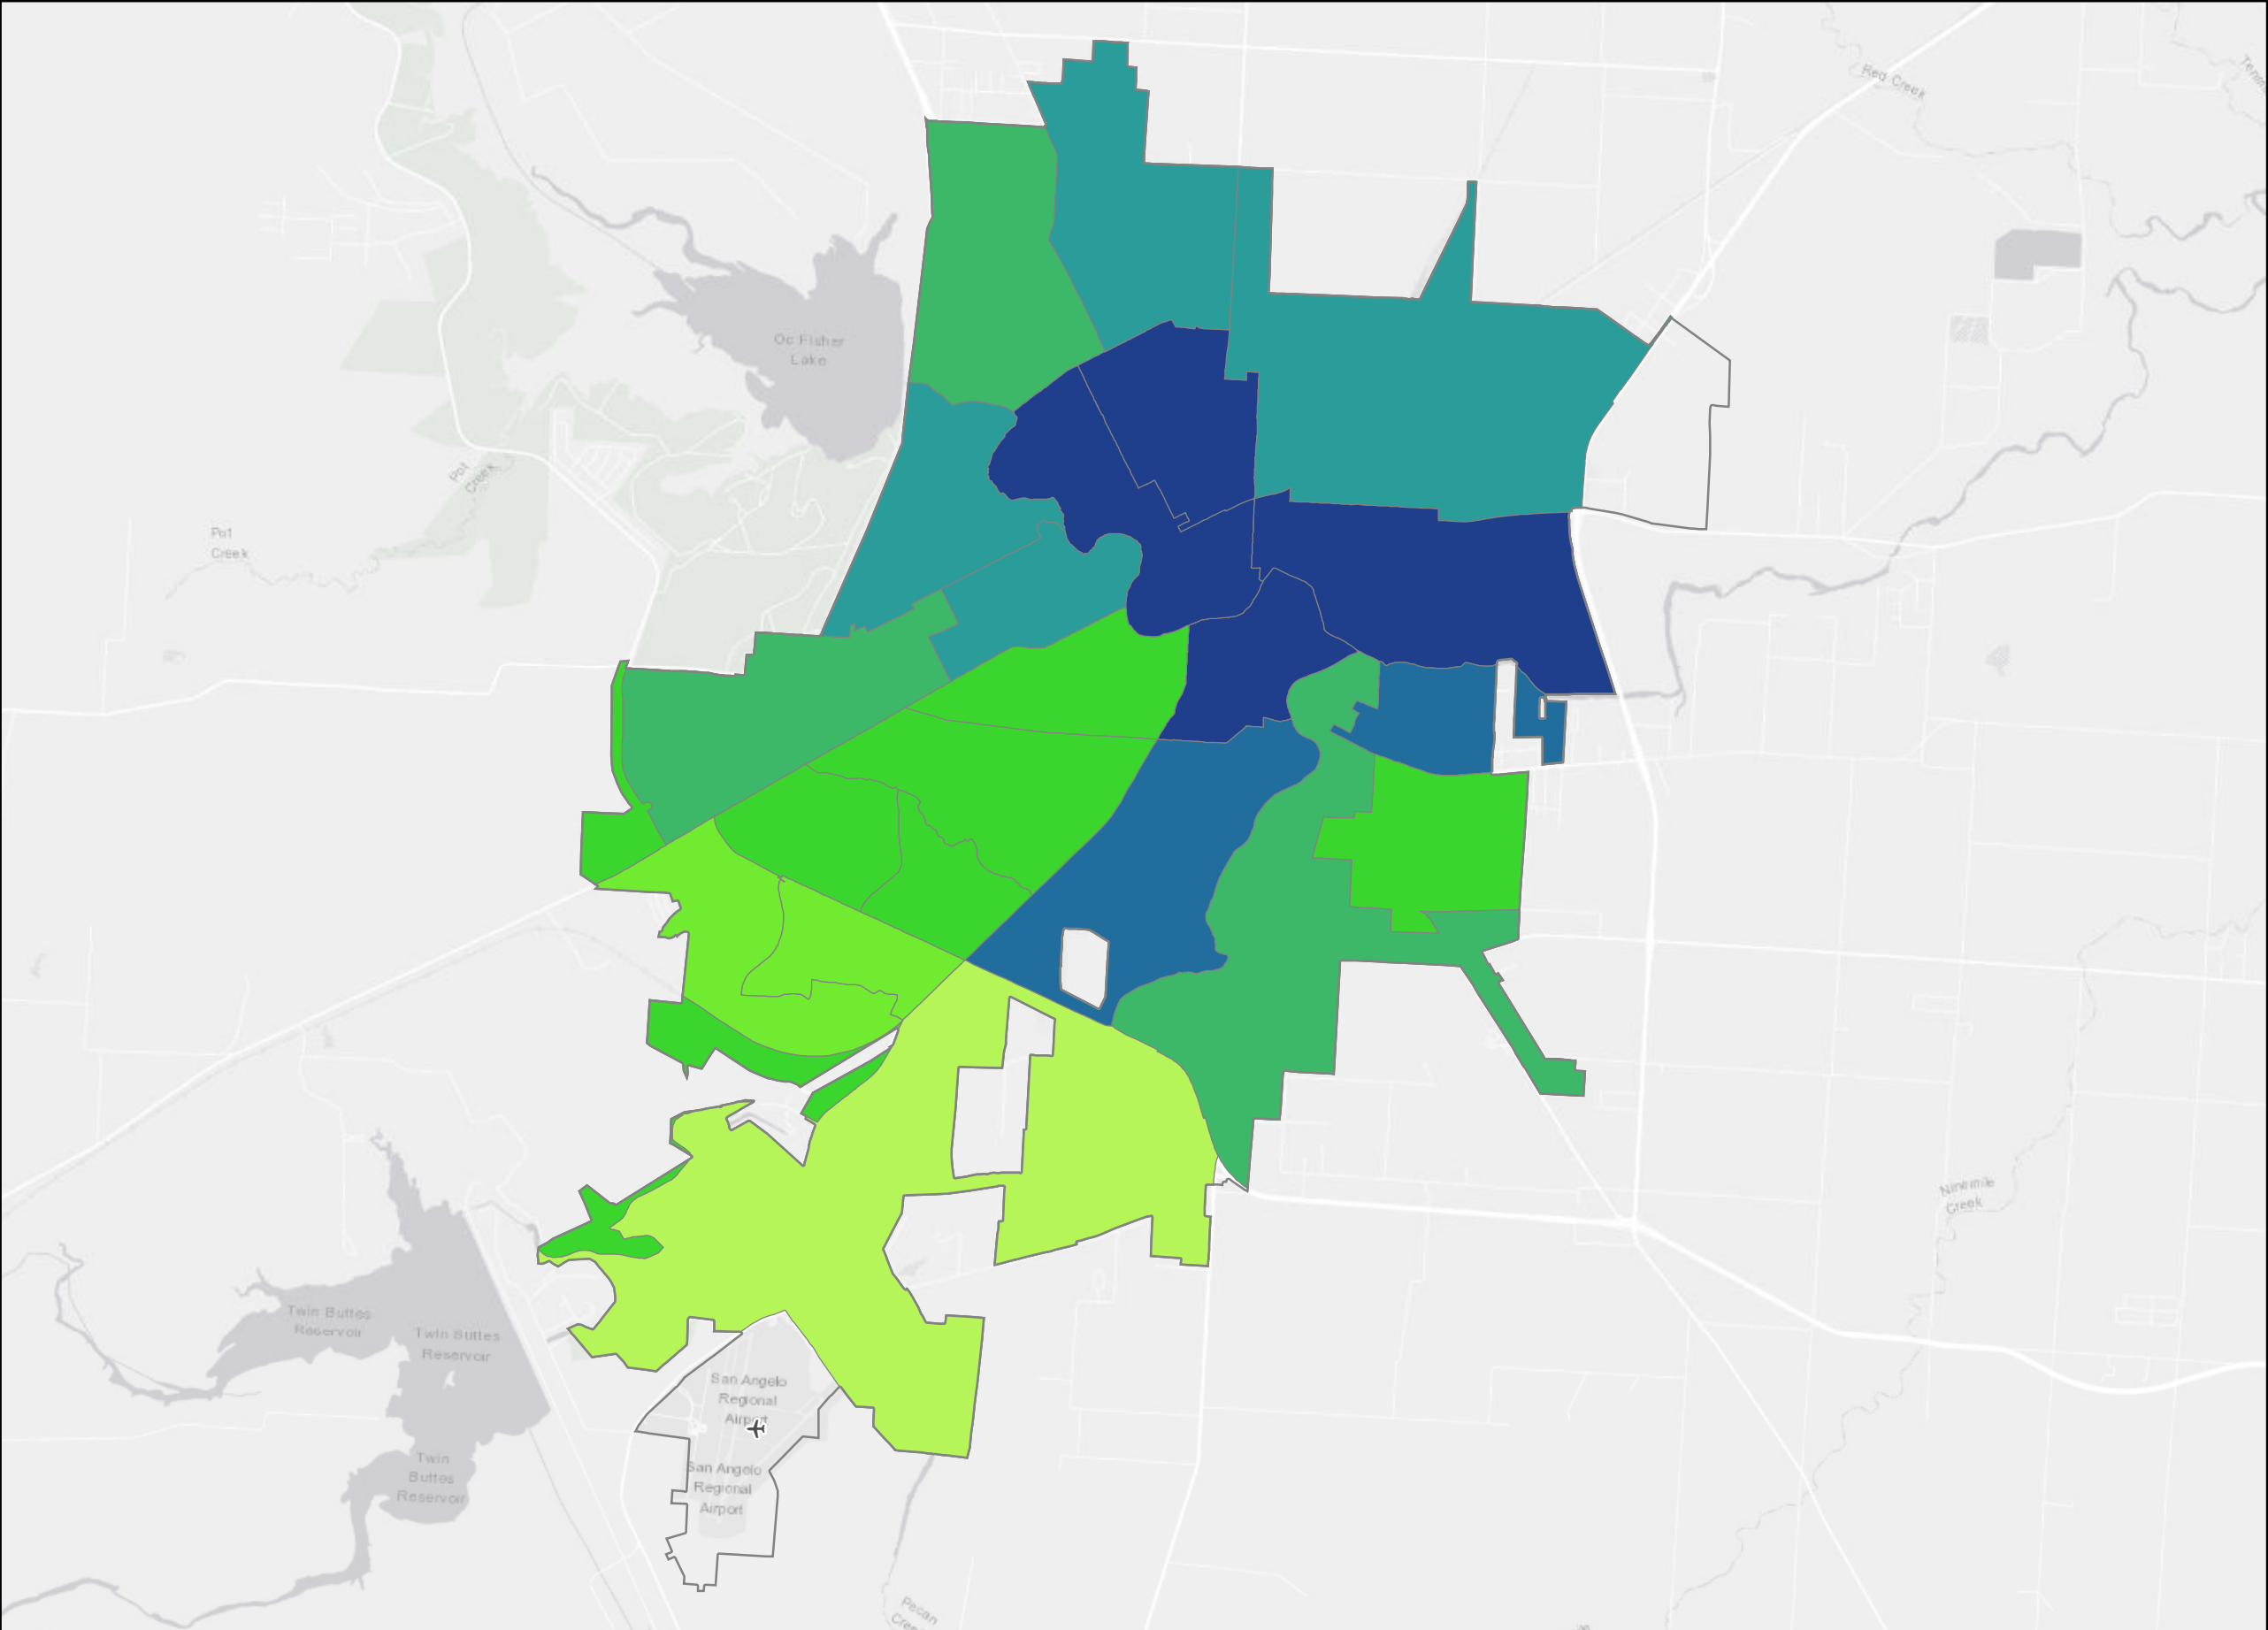 Red Creek
Oc Fisher
Lake
Pot
Creek
Pot
Creek
Ninemile
Creek
Twin Buttes
Reservoir
Twin Buttes
Reservoir
San Angelo
Regional
Airport
Twin
Buttes
Reservoir
San Angelo
Regional
Airport
Pecan